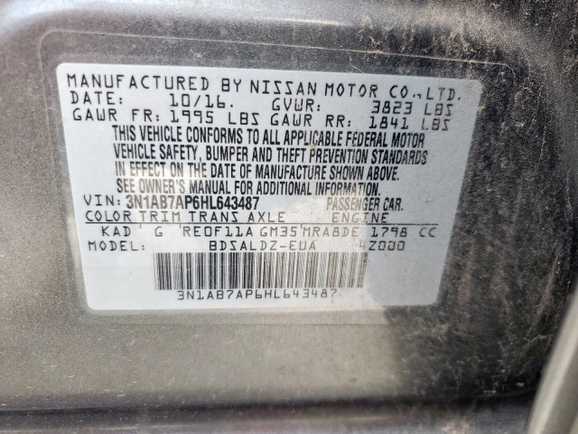 MANUFACTURED BY NISSAN MOTOR CO.,LTD.
DATE: 10/16. GVWR: 3823 LBS
GAWR FR: 1995 LBS GAWR RR: 1841 LBS
THIS VEHICLE CONFORMS TO ALL APPLICABLE FEDERAL MOTOR
VEHICLE SAFETY, BUMPER AND THEFT PREVENTION STANDARDS
IN EFFECT ON THE DATE OF MANUFACTURE SHOWN ABOVE.
SEE OWNER'S MANUAL FOR ADDITIONAL INFORMATION
VIN: 3N1AB7AP6HL643487 PASSENGER CAR.
COLOR TRIM TRANS AXLE ENGINE
KAD G RE0F11A GM35 MRA8DE 1798 CC
MODEL: BDSALDZ-EUA 4Z000
3N1AB7AP6HL643487